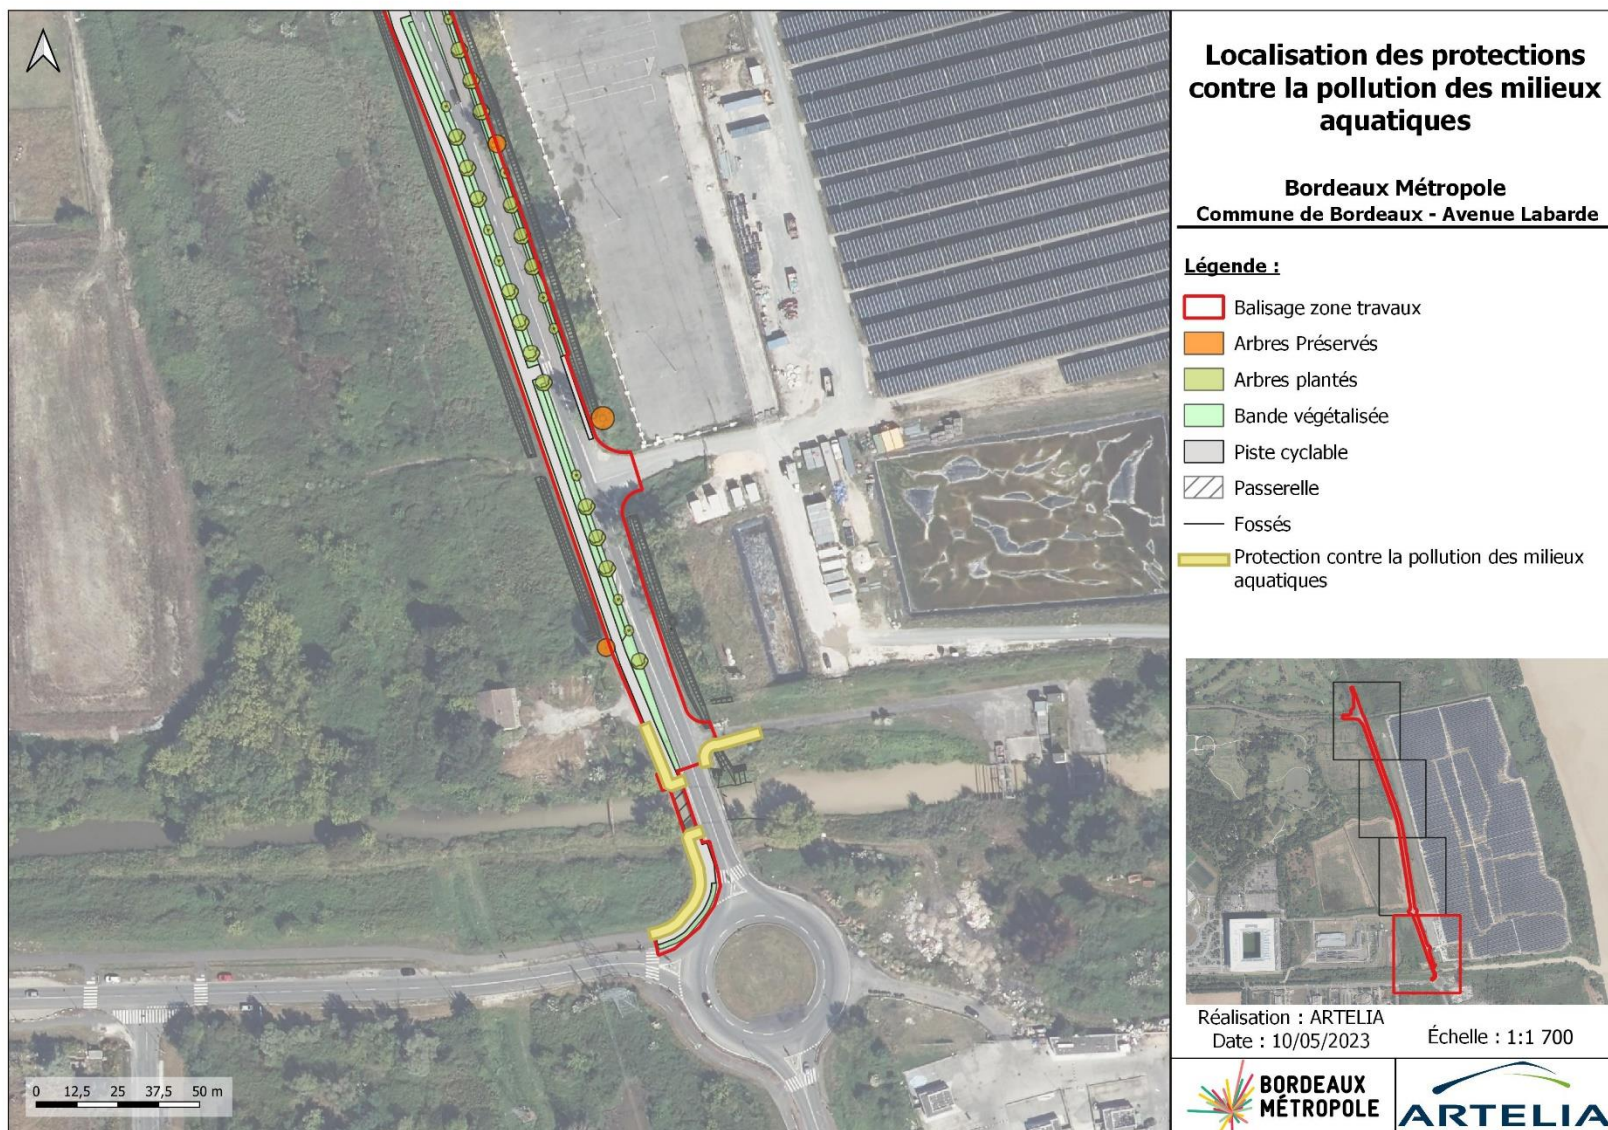 Localisation des protections
contre la pollution des milieux
aquatiques
Bordeaux Métropole
Commune de Bordeaux - Avenue Labarde
Légende :
Balisage zone travaux
Arbres Préservés
Arbres plantés
Bande végétalisée
Piste cyclable
Passerelle
Fossés
Protection contre la pollution des milieux
aquatiques
Réalisation : ARTELIA
Date : 10/05/2023
Échelle : 1:1 700
0 12,5 25 37,5 50 m
BORDEAUX
MÉTROPOLE
ARTELIA